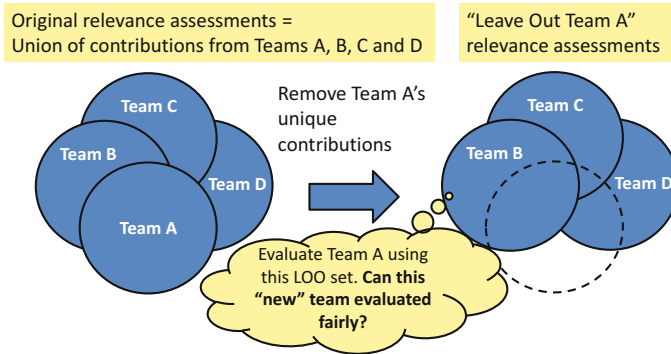 Original relevance assessments =
Union of contributions from Teams A, B, C and D
“Leave Out Team A”
relevance assessments
Team C
Team B
Team D
Team A
Remove Team A’s
unique
contributions
Team C
Team B
Team D
Evaluate Team A using
this LOO set. Can this
“new” team evaluated
fairly?